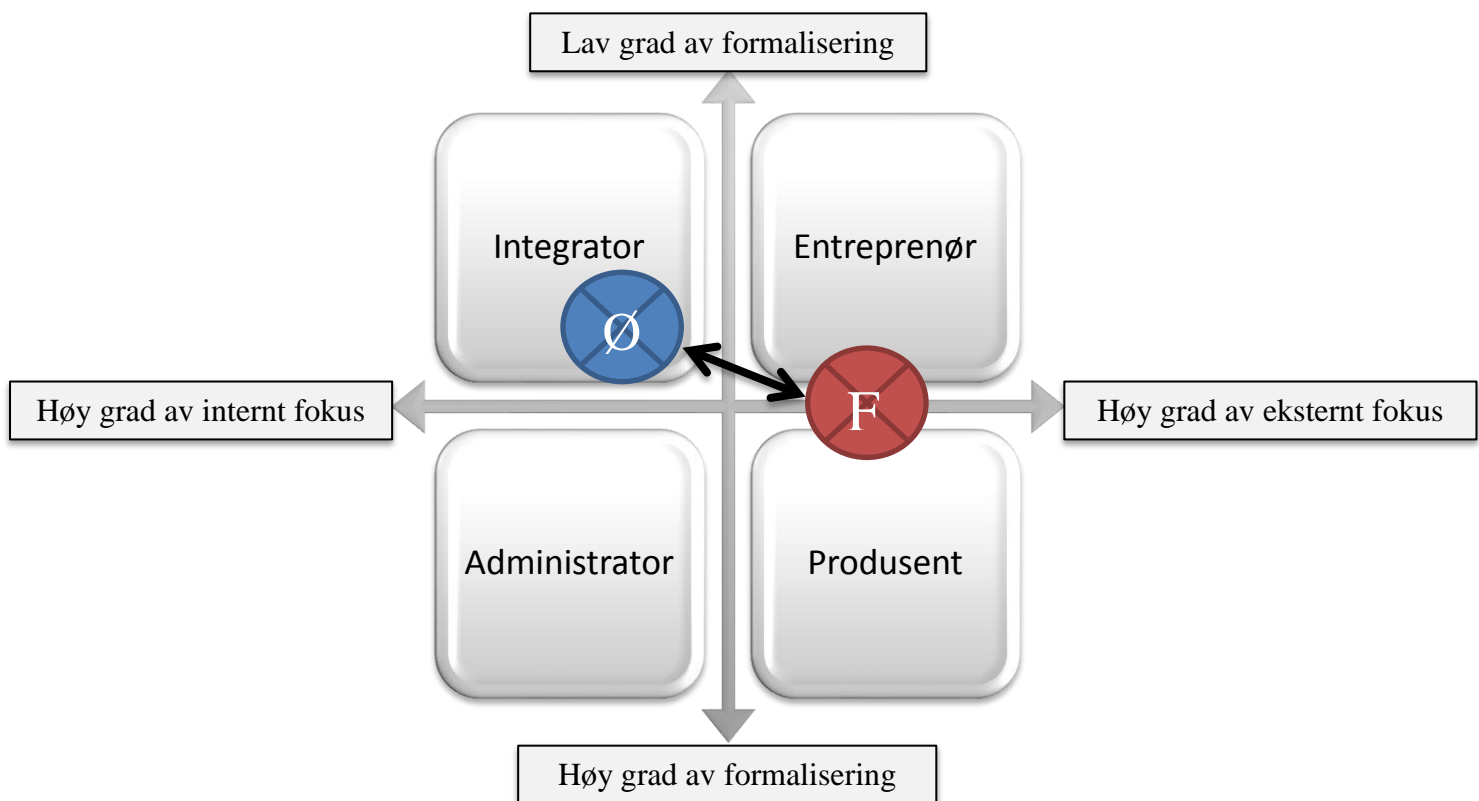 Lav grad av formalisering
Integrator
Entreprenør
Ø
F
Høy grad av internt fokus
Høy grad av eksternt fokus
Administrator
Produsent
Høy grad av formalisering